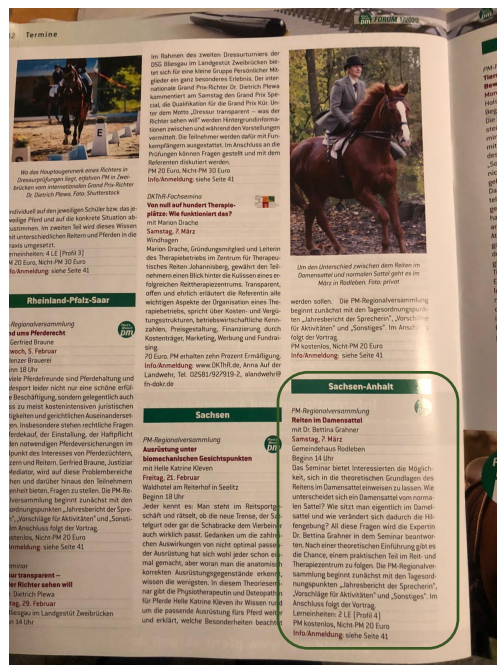 Termine
FORUM 1/2020
Wo das Hauptaugenmerk eines Richters in
Dressurprüfungen liegt, erfahren PM in Zwei-
brücken vom internationalen Grand Prix-Richter
Dr. Dietrich Plewa. Foto: Shutterstock
individuell auf den jeweiligen Schüler bzw. das je-
weilige Pferd und auf die konkrete Situation ab-
zustimmen. Im zweiten Teil wird dieses Wissen
mit unterschiedlichen Reitern und Pferden in die
Praxis umgesetzt.
Lerneinheiten: 4 LE [Profil 3]
PM 20 Euro, Nicht-PM 30 Euro
Info/Anmeldung: siehe Seite 41
Rheinland-Pfalz-Saar
PM-Regionalversammlung
rund ums Pferderecht
Gerfried Braune
Mittwoch, 5. Februar
Brauerei
Beginn 18 Uhr
viele Pferdefreunde sind Pferdehaltung und
Pferdesport leider nicht nur eine schöne erfül-
Beschäftigung, sondern gelegentlich auch
zu meist kostenintensiven juristischen
und gerichtlichen Auseinanderset-
Insbesondere stehen rechtliche Fragen
Pferdekauf, der Einstallung, der Haftpflicht
den notwendigen Pferdeversicherungen im
des Interesses von Pferdezüchtern,
und Reitern. Gerfried Braune, Justiziar
Mediator, wird auf diese Problembereiche
und darüber hinaus den Teilnehmern
bieten, Fragen zu stellen. Die PM-Re-
beginnt zunächst mit den
„Jahresbericht der Spre-
„Vorschläge für Aktivitäten“ und „Sonsti-
Im Anschluss folgt der Vortrag.
PM kostenlos, Nicht-PM 20 Euro
Info/Anmeldung: siehe Seite 41
transparent –
der Richter sehen will
Dietrich Plewa
29. Februar
im Landgestüt Zweibrücken
14 Uhr
Im Rahmen des zweiten Dressurturniers der
DSG Bliesgau im Landgestüt Zweibrücken bie-
tet sich für eine kleine Gruppe Persönlicher Mit-
glieder ein ganz besonderes Erlebnis. Der inter-
nationale Grand Prix-Richter Dr. Dietrich Plewa
kommentiert am Samstag den Grand Prix Spe-
cial, die Qualifikation für die Grand Prix Kür. Un-
ter dem Motto „Dressur transparent – was der
Richter sehen will“ werden Hintergrundinforma-
tionen zwischen und während den Vorstellungen
vermittelt. Die Teilnehmer werden dafür mit Fun-
kempfängern ausgestattet. Im Anschluss an die
Prüfungen können Fragen gestellt und mit dem
Referenten diskutiert werden.
PM 20 Euro, Nicht-PM 30 Euro
Info/Anmeldung: siehe Seite 41
DKThR-Fachseminar
Von null auf hundert Therapie-
plätze: Wie funktioniert das?
mit Marion Drache
Samstag, 7. März
Windhagen
Marion Drache, Gründungsmitglied und Leiterin
des Therapiebetriebs im Zentrum für Therapeu-
tisches Reiten Johannisberg, gewährt den Teil-
nehmern einen Blick hinter die Kulissen eines er-
folgreichen Reittherapiezentrums. Transparent,
offen und ehrlich erläutert die Referentin alle
wichtigen Aspekte der Organisation eines The-
rapiebetriebs, spricht über Kosten- und Vergü-
tungsstrukturen, betriebswirtschaftliche Kenn-
zahlen, Preisgestaltung, Finanzierung durch
Kostenträger, Marketing, Werbung und Fundrai-
sing.
70 Euro. PM erhalten zehn Prozent Ermäßigung.
Info/Anmeldung: www.DKThR.de, Anna Auf der
Landwehr, Tel. 02581/927919-2, alandwehr@
fn-dokr.de
Sachsen
PM-Regionalversammlung
Ausrüstung unter
biomechanischen Gesichtspunkten
mit Helle Katrine Kleven
Freitag, 21. Februar
Waldhotel am Reiterhof in Seelitz
Beginn 18 Uhr
Jeder kennt es: Man steht im Reitsportge-
schäft und rätselt, ob die neue Trense, der Sat-
telgurt oder gar die Schabracke dem Vierbeiner
auch wirklich passt. Gedanken um die zahlrei-
chen Auswirkungen von nicht optimal passen-
der Ausrüstung hat sich wohl jeder schon ein-
mal gemacht, aber woran man die anatomisch
korrekten Ausrüstungsgegenstände erkennt,
wissen die wenigsten. In diesem Theoriesemi-
nar gibt die Physiotherapeutin und Osteopathin
für Pferde Helle Katrine Kleven ihr Wissen rund
um die passende Ausrüstung fürs Pferd weiter
und erklärt, welche Besonderheiten beachtet
Um den Unterschied zwischen dem Reiten im
Damensattel und normalen Sattel geht es im
März in Rodleben. Foto: privat
werden sollen. Die PM-Regionalversammlung
beginnt zunächst mit den Tagesordnungspunk-
ten „Jahresbericht der Sprecherin“, „Vorschläge
für Aktivitäten“ und „Sonstiges“. Im Anschluss
folgt der Vortrag.
PM kostenlos, Nicht-PM 20 Euro
Info/Anmeldung: siehe Seite 41
Sachsen-Anhalt
PM-Regionalversammlung
Reiten im Damensattel
mit Dr. Bettina Grahner
Samstag, 7. März
Gemeindehaus Rodleben
Beginn 14 Uhr
Das Seminar bietet Interessierten die Möglich-
keit, sich in die theoretischen Grundlagen des
Reitens im Damensattel einweisen zu lassen. Wie
unterscheidet sich ein Damensattel vom norma-
len Sattel? Wie sitzt man eigentlich im Damen-
sattel und wie verändert sich dadurch die Hil-
fengebung? All diese Fragen wird die Expertin
Dr. Bettina Grahner in dem Seminar beantwor-
ten. Nach einer theoretischen Einführung gibt es
die Chance, einem praktischen Teil im Reit- und
Therapiezentrum zu folgen. Die PM-Regionalver-
sammlung beginnt zunächst mit den Tagesord-
nungspunkten „Jahresbericht der Sprecherin“,
„Vorschläge für Aktivitäten“ und „Sonstiges“. Im
Anschluss folgt der Vortrag.
Lerneinheiten: 2 LE [Profil 4]
PM kostenlos, Nicht-PM 20 Euro
Info/Anmeldung: siehe Seite 41